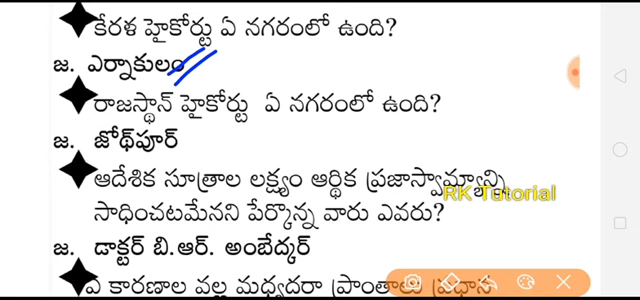 కేరళ హైకోర్టు ఏ నగరంలో ఉంది?
జ. ఎర్నాకులం
రాజస్థాన్ హైకోర్టు ఏ నగరంలో ఉంది?
జ. జోధ్‌పూర్
ఆదేశిక సూత్రాల లక్ష్యం ఆర్థిక ప్రజాస్వామ్యాన్ని
RK Tutorial
సాధించటమేనని పేర్కొన్న వారు ఎవరు?
జ. డాక్టర్ బి.ఆర్. అంబేద్కర్
ఏ కారణాల వల్ల మధ్యదరా ప్రాంతాలు ప్రధాన